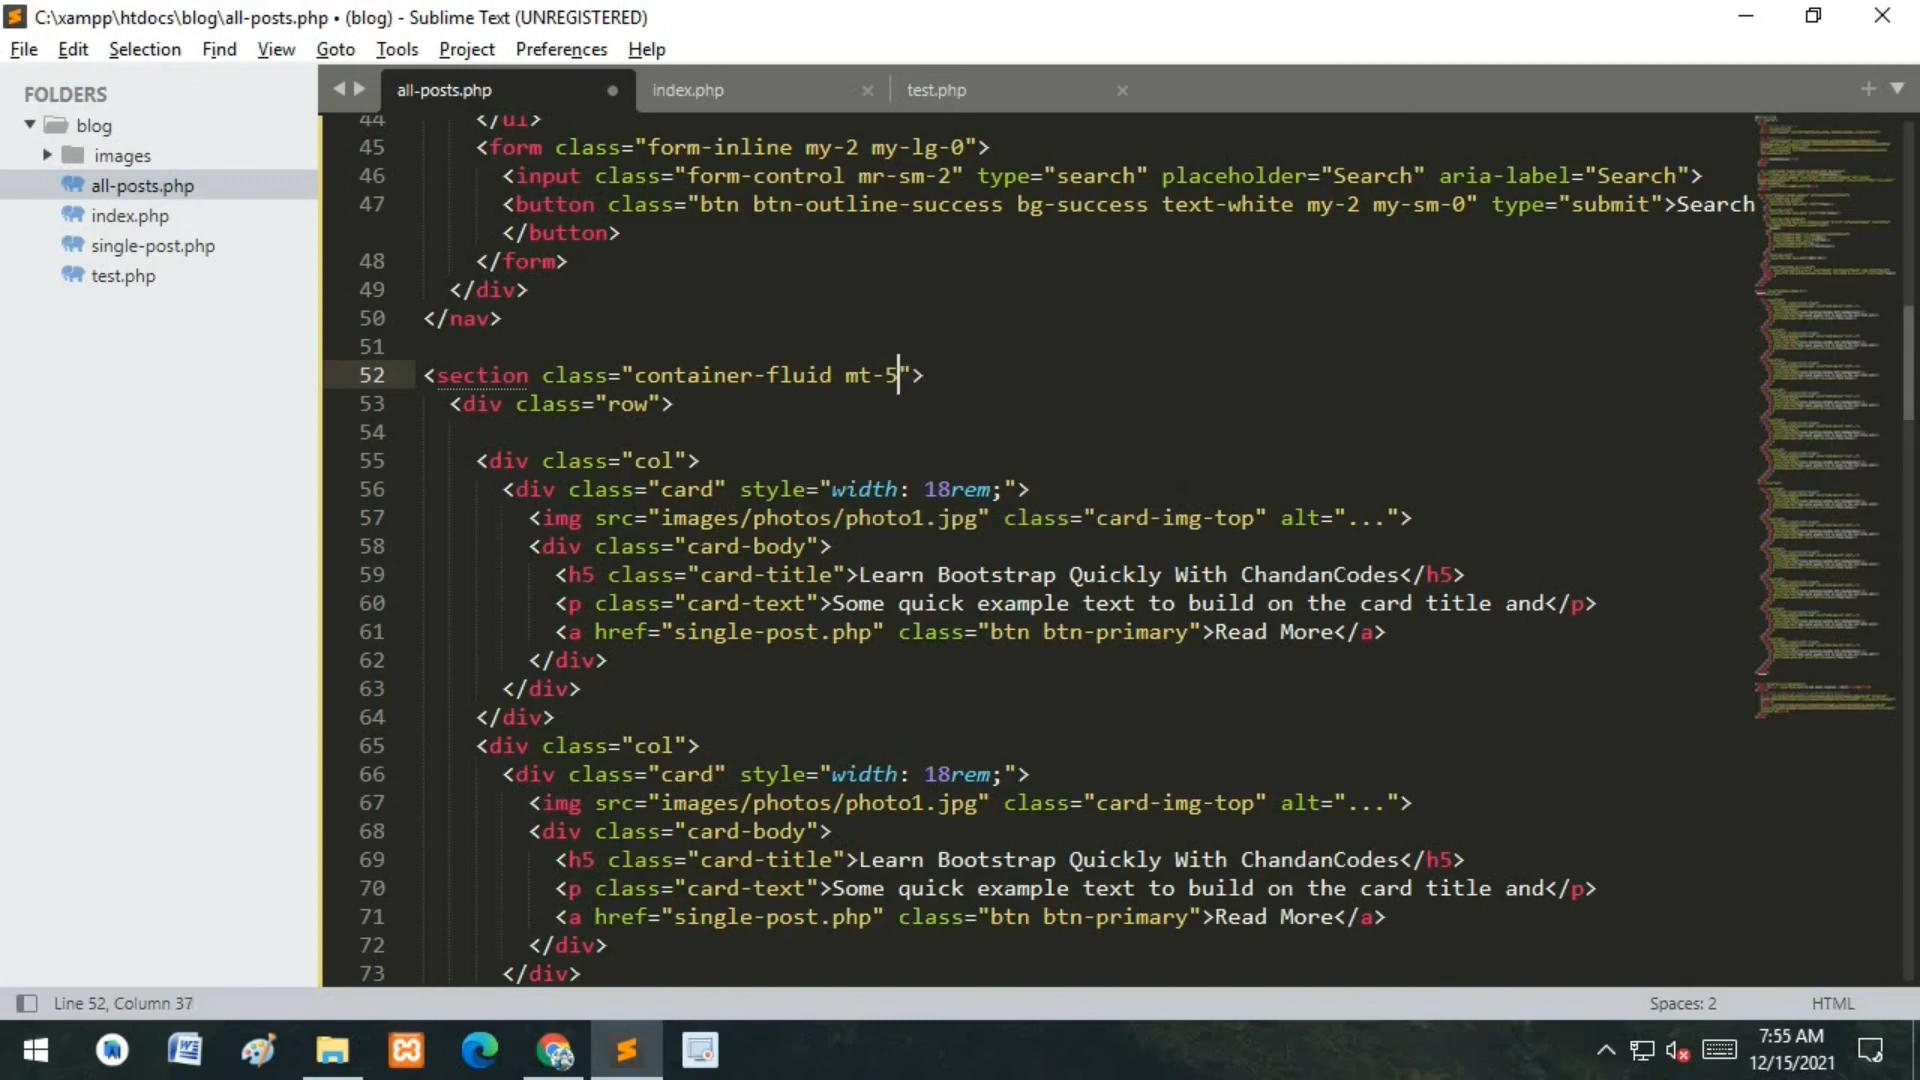 C:\xampp\htdocs\blog\all-posts.php • (blog) - Sublime Text (UNREGISTERED)
File Edit Selection Find View Goto Tools Project Preferences Help
FOLDERS
blog
images
all-posts.php
index.php
single-post.php
test.php
all-posts.php index.php test.php
44 </ul>
45 <form class="form-inline my-2 my-lg-0">
46 <input class="form-control mr-sm-2" type="search" placeholder="Search" aria-label="Search">
47 <button class="btn btn-outline-success bg-success text-white my-2 my-sm-0" type="submit">Search
</button>
48 </form>
49 </div>
50 </nav>
51
52 <section class="container-fluid mt-5">
53 <div class="row">
54
55 <div class="col">
56 <div class="card" style="width: 18rem;">
57 <img src="images/photos/photo1.jpg" class="card-img-top" alt="...">
58 <div class="card-body">
59 <h5 class="card-title">Learn Bootstrap Quickly With ChandanCodes</h5>
60 <p class="card-text">Some quick example text to build on the card title and</p>
61 <a href="single-post.php" class="btn btn-primary">Read More</a>
62 </div>
63 </div>
64 </div>
65 <div class="col">
66 <div class="card" style="width: 18rem;">
67 <img src="images/photos/photo1.jpg" class="card-img-top" alt="...">
68 <div class="card-body">
69 <h5 class="card-title">Learn Bootstrap Quickly With ChandanCodes</h5>
70 <p class="card-text">Some quick example text to build on the card title and</p>
71 <a href="single-post.php" class="btn btn-primary">Read More</a>
72 </div>
73 </div>
Line 52, Column 37 Spaces: 2 HTML
7:55 AM
12/15/2021